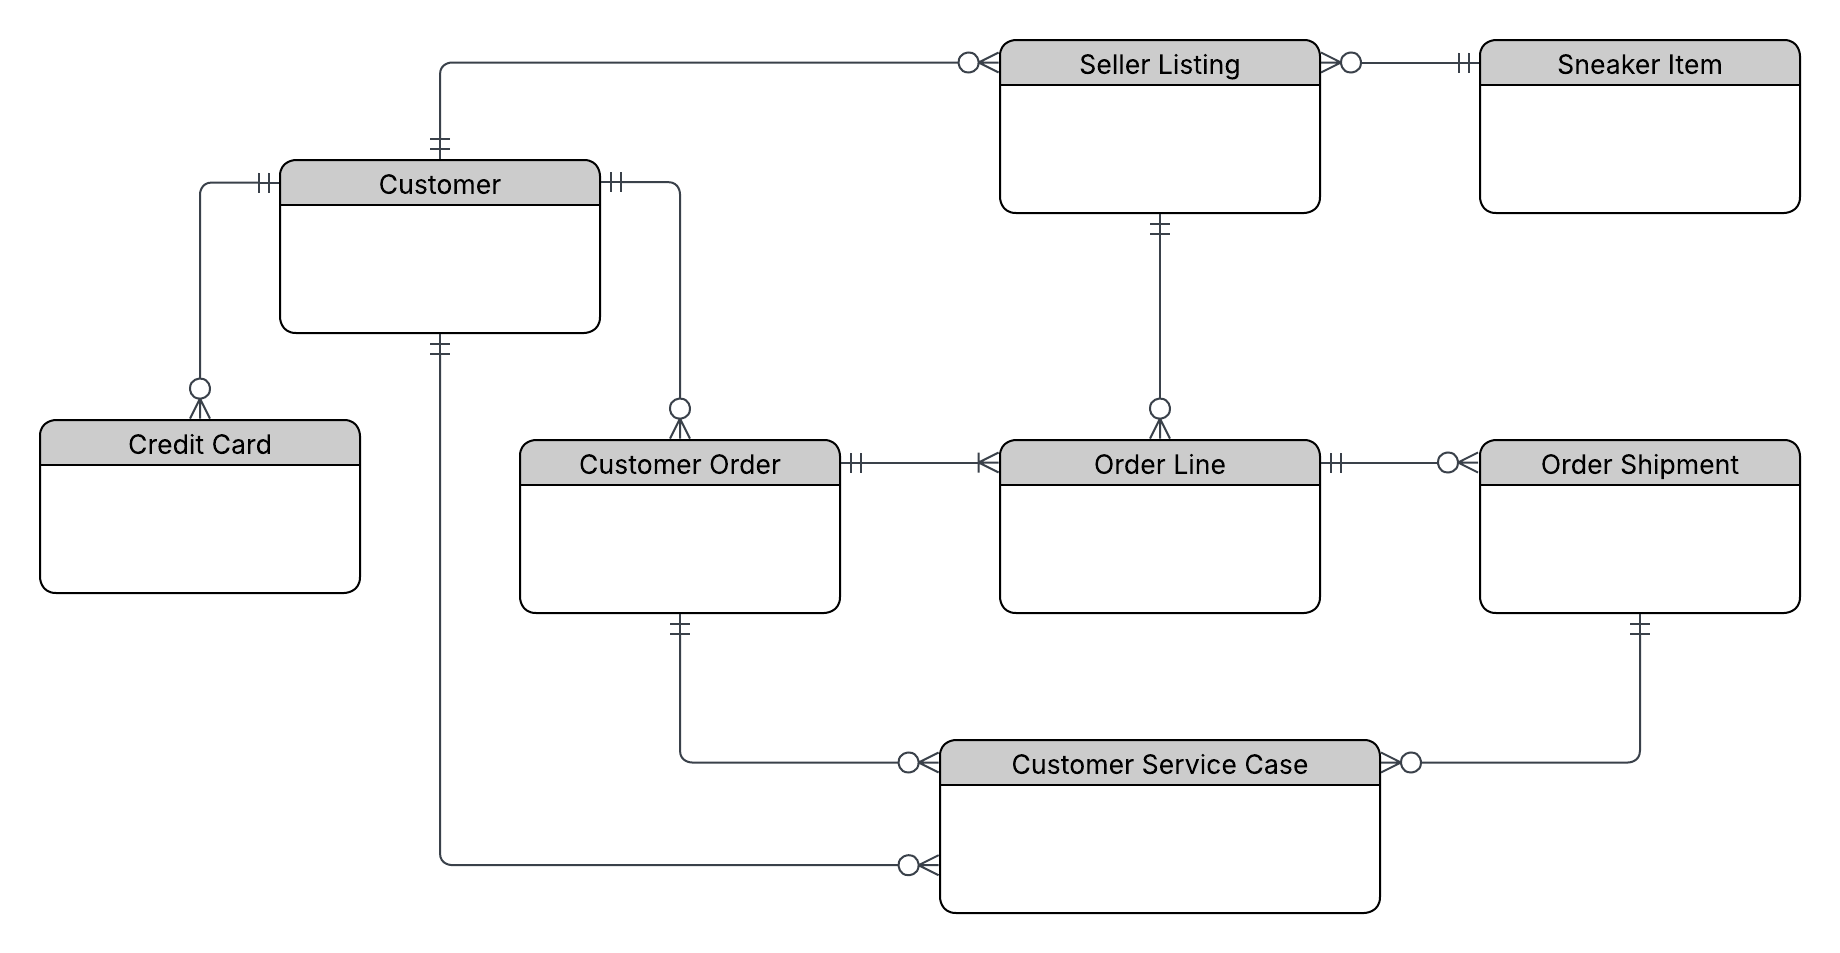 Seller Listing
Sneaker Item
Customer
Credit Card
Customer Order
Order Line
Order Shipment
Customer Service Case